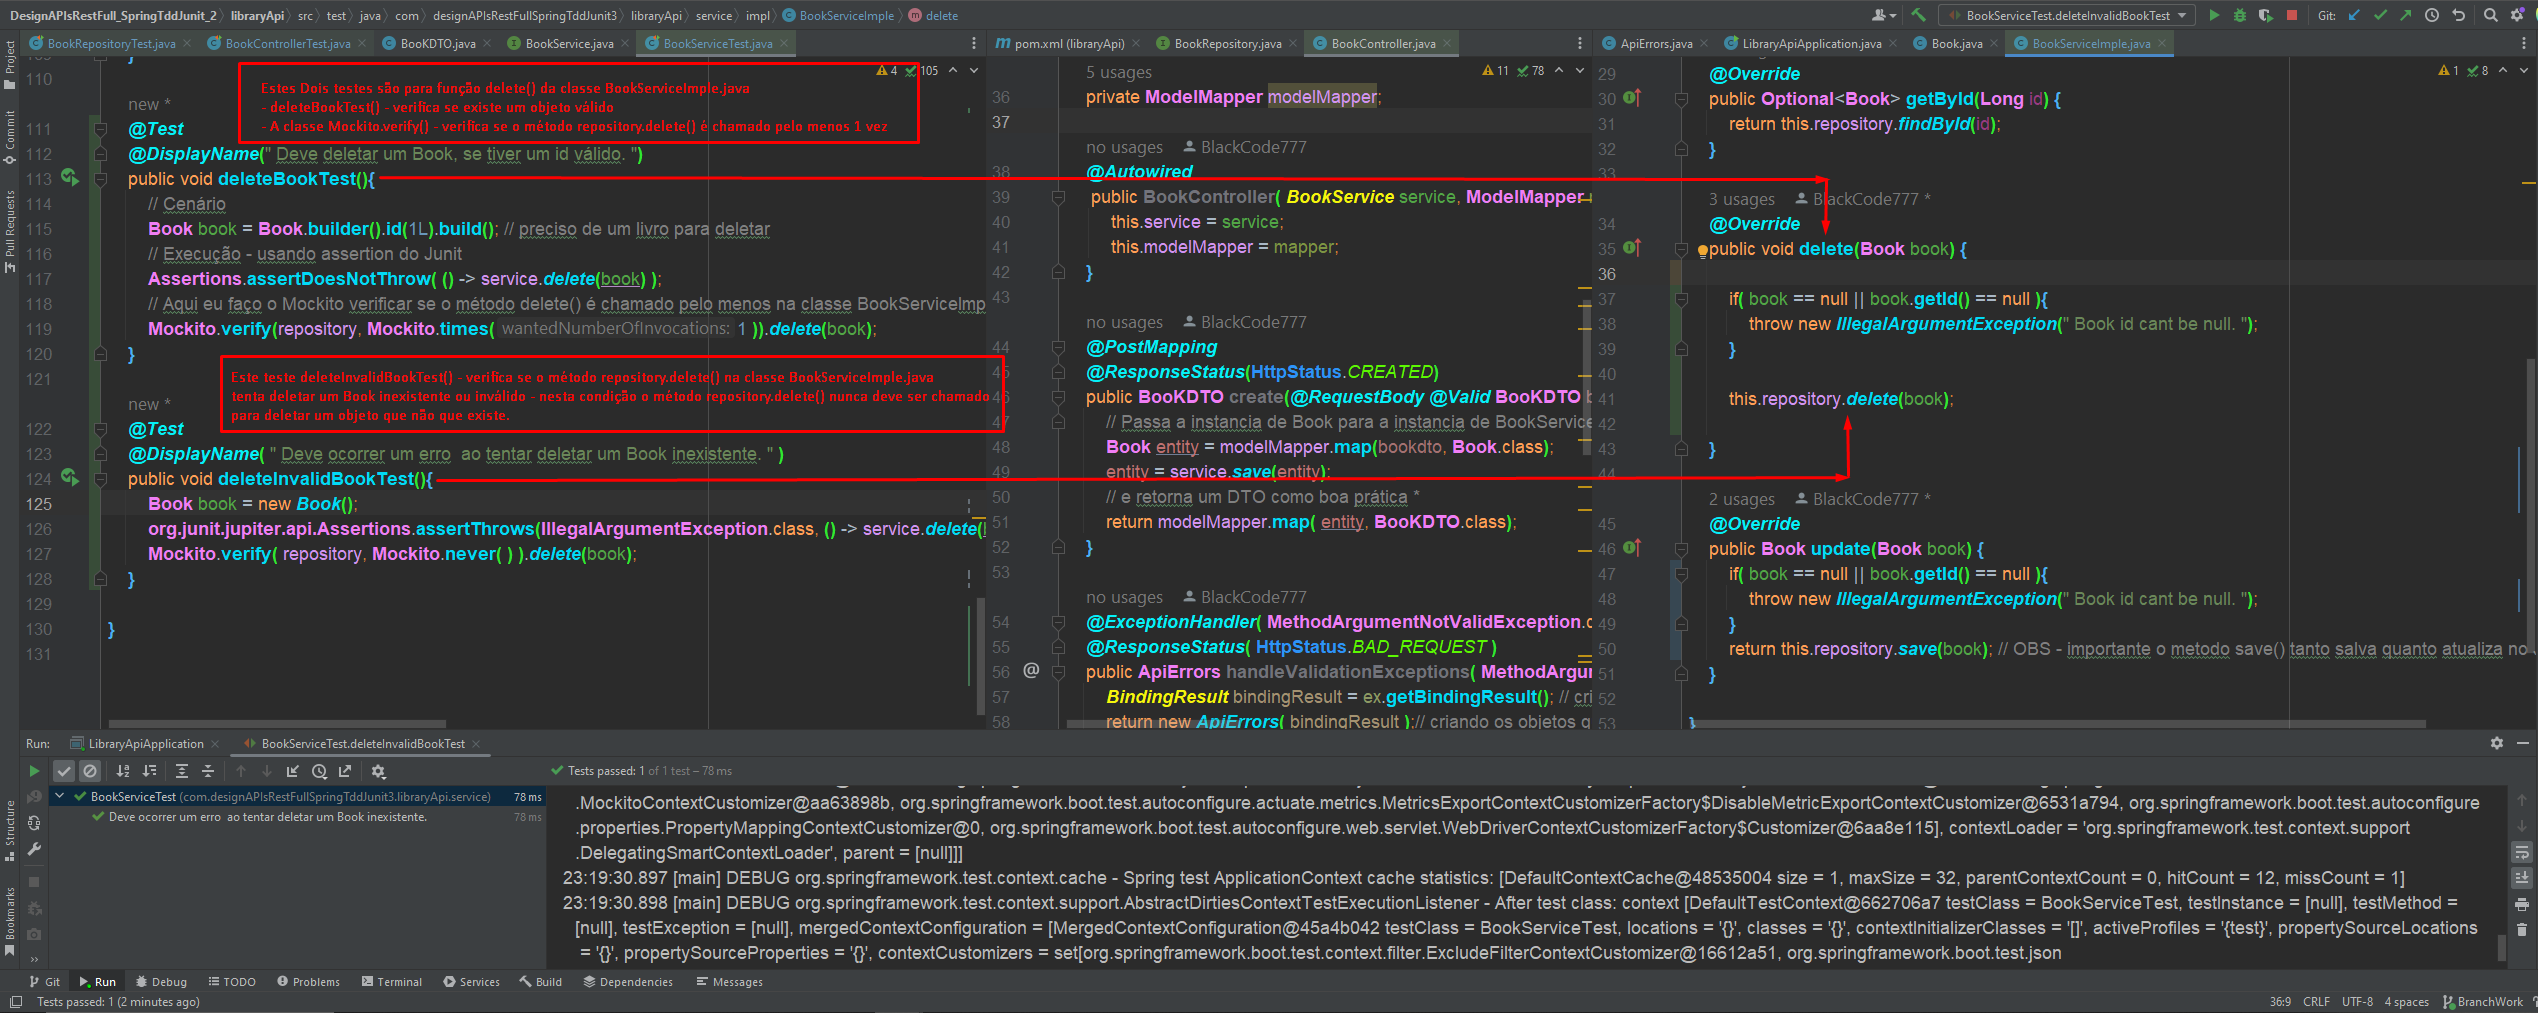 DesignAPIsRestFull_SpringTddJunit_2 libraryApi src test java com designAPIsRestFullSpringTddJunit3 libraryApi service impl BookServiceImple delete
BookServiceTest.deleteInvalidBookTest Git:
Project
Commit
Pull Requests
BookRepositoryTest.java BookControllerTest.java BooKDTO.java BookService.java BookServiceTest.java
4 105
110
Estes Dois testes são para função delete() da classe BookServiceImple.java
- deleteBookTest() - verifica se existe um objeto válido
- A classe Mockito.verify() - verifica se o método repository.delete() é chamado pelo menos 1 vez
new *
111 @Test
112 @DisplayName(" Deve deletar um Book, se tiver um id válido. ")
113 public void deleteBookTest(){
114 // Cenário
115 Book book = Book.builder().id(1L).build(); // preciso de um livro para deletar
116 // Execução - usando assertion do Junit
117 Assertions.assertDoesNotThrow( () -> service.delete(book) );
118 // Aqui eu faço o Mockito verificar se o método delete() é chamado pelo menos na classe BookServiceImp
119 Mockito.verify(repository, Mockito.times( wantedNumberOfInvocations: 1 )).delete(book);
120 }
121
Este teste deleteInvalidBookTest() - verifica se o método repository.delete() na classe BookServiceImple.java
tenta deletar um Book inexistente ou inválido - nesta condição o método repository.delete() nunca deve ser chamado
para deletar um objeto que não que existe.
new *
122 @Test
123 @DisplayName( " Deve ocorrer um erro  ao tentar deletar um Book inexistente. " )
124 public void deleteInvalidBookTest(){
125 Book book = new Book();
126 org.junit.jupiter.api.Assertions.assertThrows(IllegalArgumentException.class, () -> service.delete(
127 Mockito.verify( repository, Mockito.never( ) ).delete(book);
128 }
129
130 }
131
pom.xml (libraryApi) BookRepository.java BookController.java
11 78
5 usages
36 private ModelMapper modelMapper;
37
no usages BlackCode777
38 @Autowired
39 public BookController( BookService service, ModelMapper
40 this.service = service;
41 this.modelMapper = mapper;
42 }
43
no usages BlackCode777
44 @PostMapping
45 @ResponseStatus(HttpStatus.CREATED)
46 public BooKDTO create(@RequestBody @Valid BooKDTO b
47 // Passa a instancia de Book para a instancia de BookService
48 Book entity = modelMapper.map(bookdto, Book.class);
49 entity = service.save(entity);
50 // e retorna um DTO como boa prática *
51 return modelMapper.map( entity, BooKDTO.class);
52 }
53
no usages BlackCode777
54 @ExceptionHandler( MethodArgumentNotValidException.c
55 @ResponseStatus( HttpStatus.BAD_REQUEST )
56 @ public ApiErrors handleValidationExceptions( MethodArgum
57 BindingResult bindingResult = ex.getBindingResult(); // cri
58 return new ApiErrors( bindingResult );// criando os objetos q
ApiErrors.java LibraryApiApplication.java Book.java BookServiceImple.java
1 8
29 @Override
30 public Optional<Book> getById(Long id) {
31 return this.repository.findById(id);
32 }
33
3 usages BlackCode777 *
34 @Override
35 public void delete(Book book) {
36
37 if( book == null || book.getId() == null ){
38 throw new IllegalArgumentException(" Book id cant be null. ");
39 }
40
41 this.repository.delete(book);
42
43 }
44
2 usages BlackCode777 *
45 @Override
46 public Book update(Book book) {
47 if( book == null || book.getId() == null ){
48 throw new IllegalArgumentException(" Book id cant be null. ");
49 }
50 return this.repository.save(book); // OBS - importante o metodo save() tanto salva quanto atualiza no
51 }
52
53 }
Run: LibraryApiApplication BookServiceTest.deleteInvalidBookTest
Tests passed: 1 of 1 test – 78 ms
BookServiceTest (com.designAPIsRestFullSpringTddJunit3.libraryApi.service) 78 ms
Deve ocorrer um erro  ao tentar deletar um Book inexistente. 78 ms
.MockitoContextCustomizer@aa63898b, org.springframework.boot.test.autoconfigure.actuate.metrics.MetricsExportContextCustomizerFactory$DisableMetricExportContextCustomizer@6531a794, org.springframework.boot.test.autoconfigure
.properties.PropertyMappingContextCustomizer@0, org.springframework.boot.test.autoconfigure.web.servlet.WebDriverContextCustomizerFactory$Customizer@6aa8e115], contextLoader = 'org.springframework.test.context.support
.DelegatingSmartContextLoader', parent = [null]]]
23:19:30.897 [main] DEBUG org.springframework.test.context.cache - Spring test ApplicationContext cache statistics: [DefaultContextCache@48535004 size = 1, maxSize = 32, parentContextCount = 0, hitCount = 12, missCount = 1]
23:19:30.898 [main] DEBUG org.springframework.test.context.support.AbstractDirtiesContextTestExecutionListener - After test class: context [DefaultTestContext@662706a7 testClass = BookServiceTest, testInstance = [null], testMethod =
[null], testException = [null], mergedContextConfiguration = [MergedContextConfiguration@45a4b042 testClass = BookServiceTest, locations = '{}', classes = '{}', contextInitializerClasses = '[]', activeProfiles = '{test}', propertySourceLocations
= '{}', propertySourceProperties = '{}', contextCustomizers = set[org.springframework.boot.test.context.filter.ExcludeFilterContextCustomizer@16612a51, org.springframework.boot.test.json
Structure
Bookmarks
Git Run Debug TODO Problems Terminal Services Build Dependencies Messages
Tests passed: 1 (2 minutes ago) 36:9 CRLF UTF-8 4 spaces BranchWork